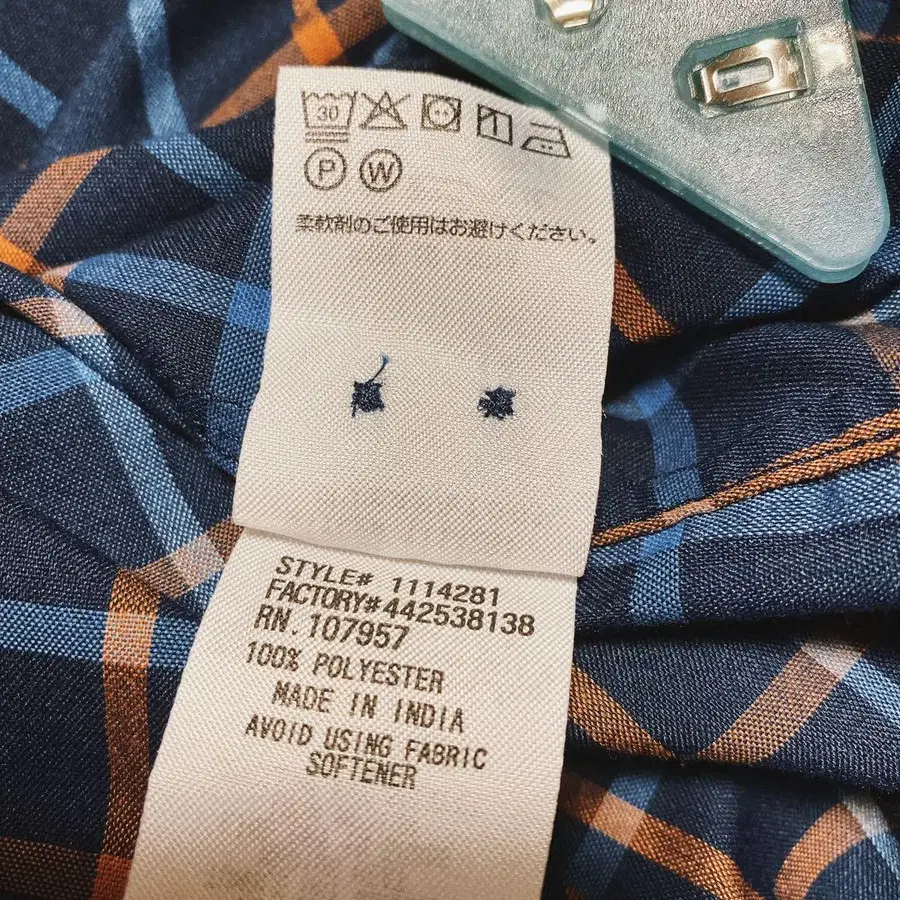 30
P W
柔軟剤のご使用はお避けください。
STYLE# 1114281
FACTORY#442538138
RN.107957
100% POLYESTER
MADE IN INDIA
AVOID USING FABRIC
SOFTENER